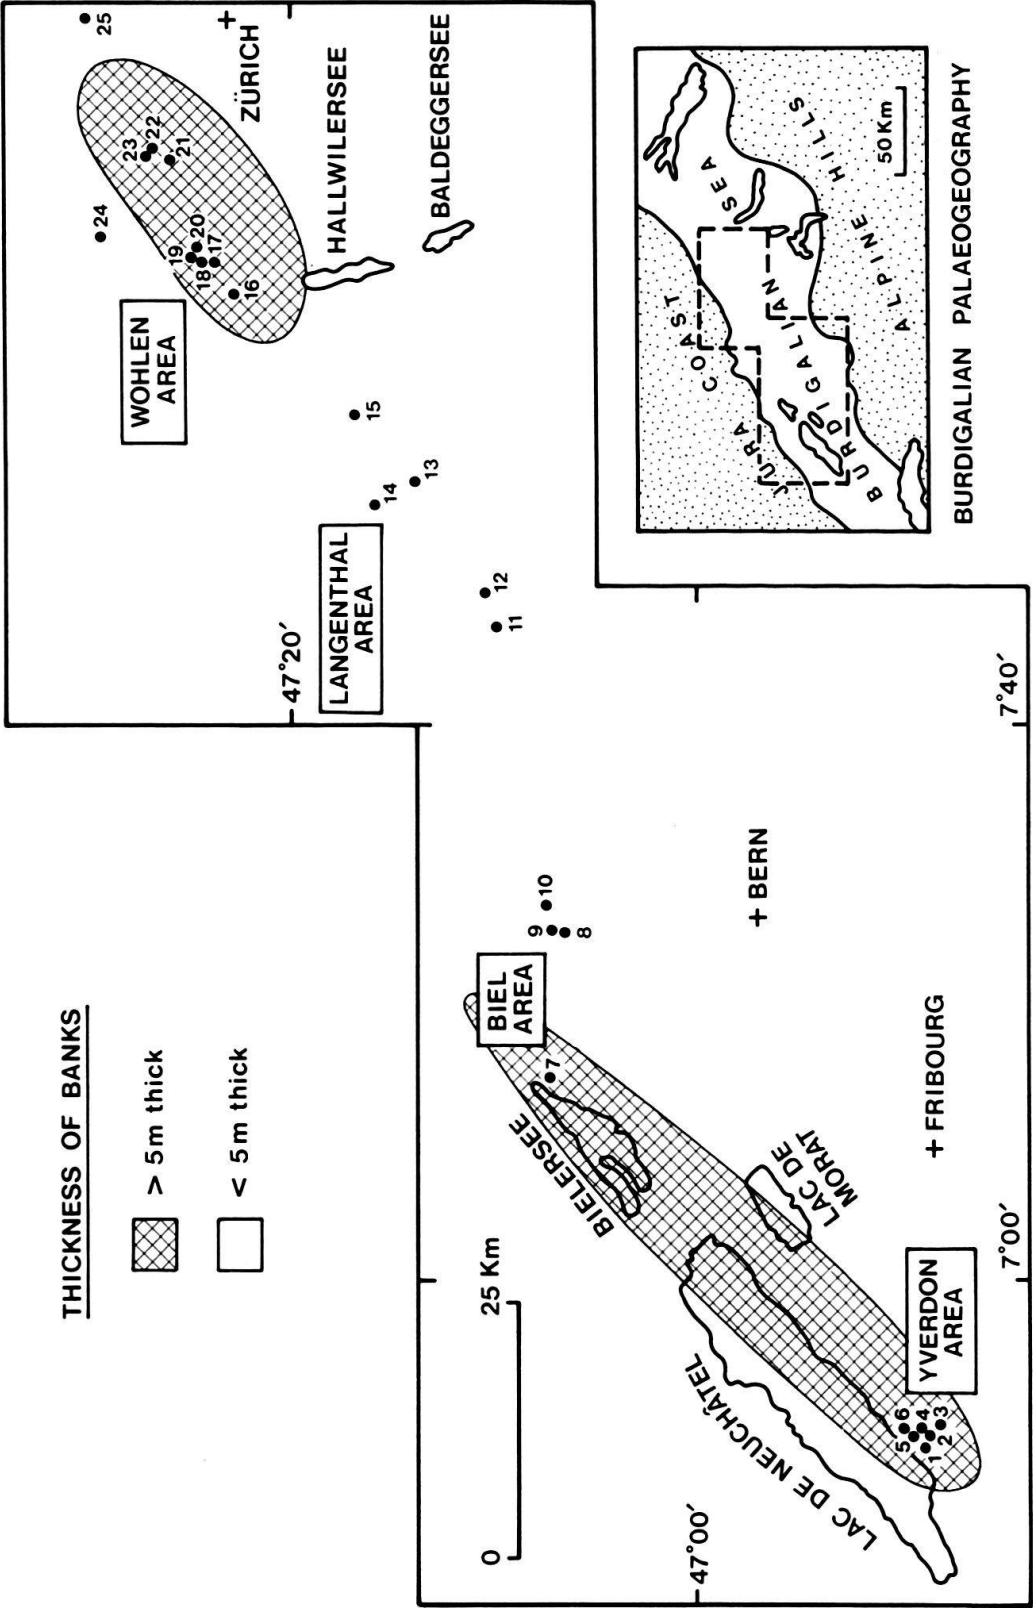 THICKNESS OF BANKS
> 5m thick
< 5m thick
WOHLEN
AREA
LANGENTHAL
AREA
BIEL
AREA
YVERDON
AREA
ZÜRICH
HALLWILERSEE
BALDEGGERSEE
BIELERSEE
LAC DE NEUCHÂTEL
LAC DE
MORAT
BERN
FRIBOURG
25
24
23
22
21
20
19
18
17
16
15
14
13
12
11
10
9
8
7
6
5
4
3
2
1
47°20′
47°00′
7°00′
7°40′
0
25 Km
JURA COAST
BURDIGALIAN SEA
ALPINE HILLS
50 Km
BURDIGALIAN PALAEOGEOGRAPHY